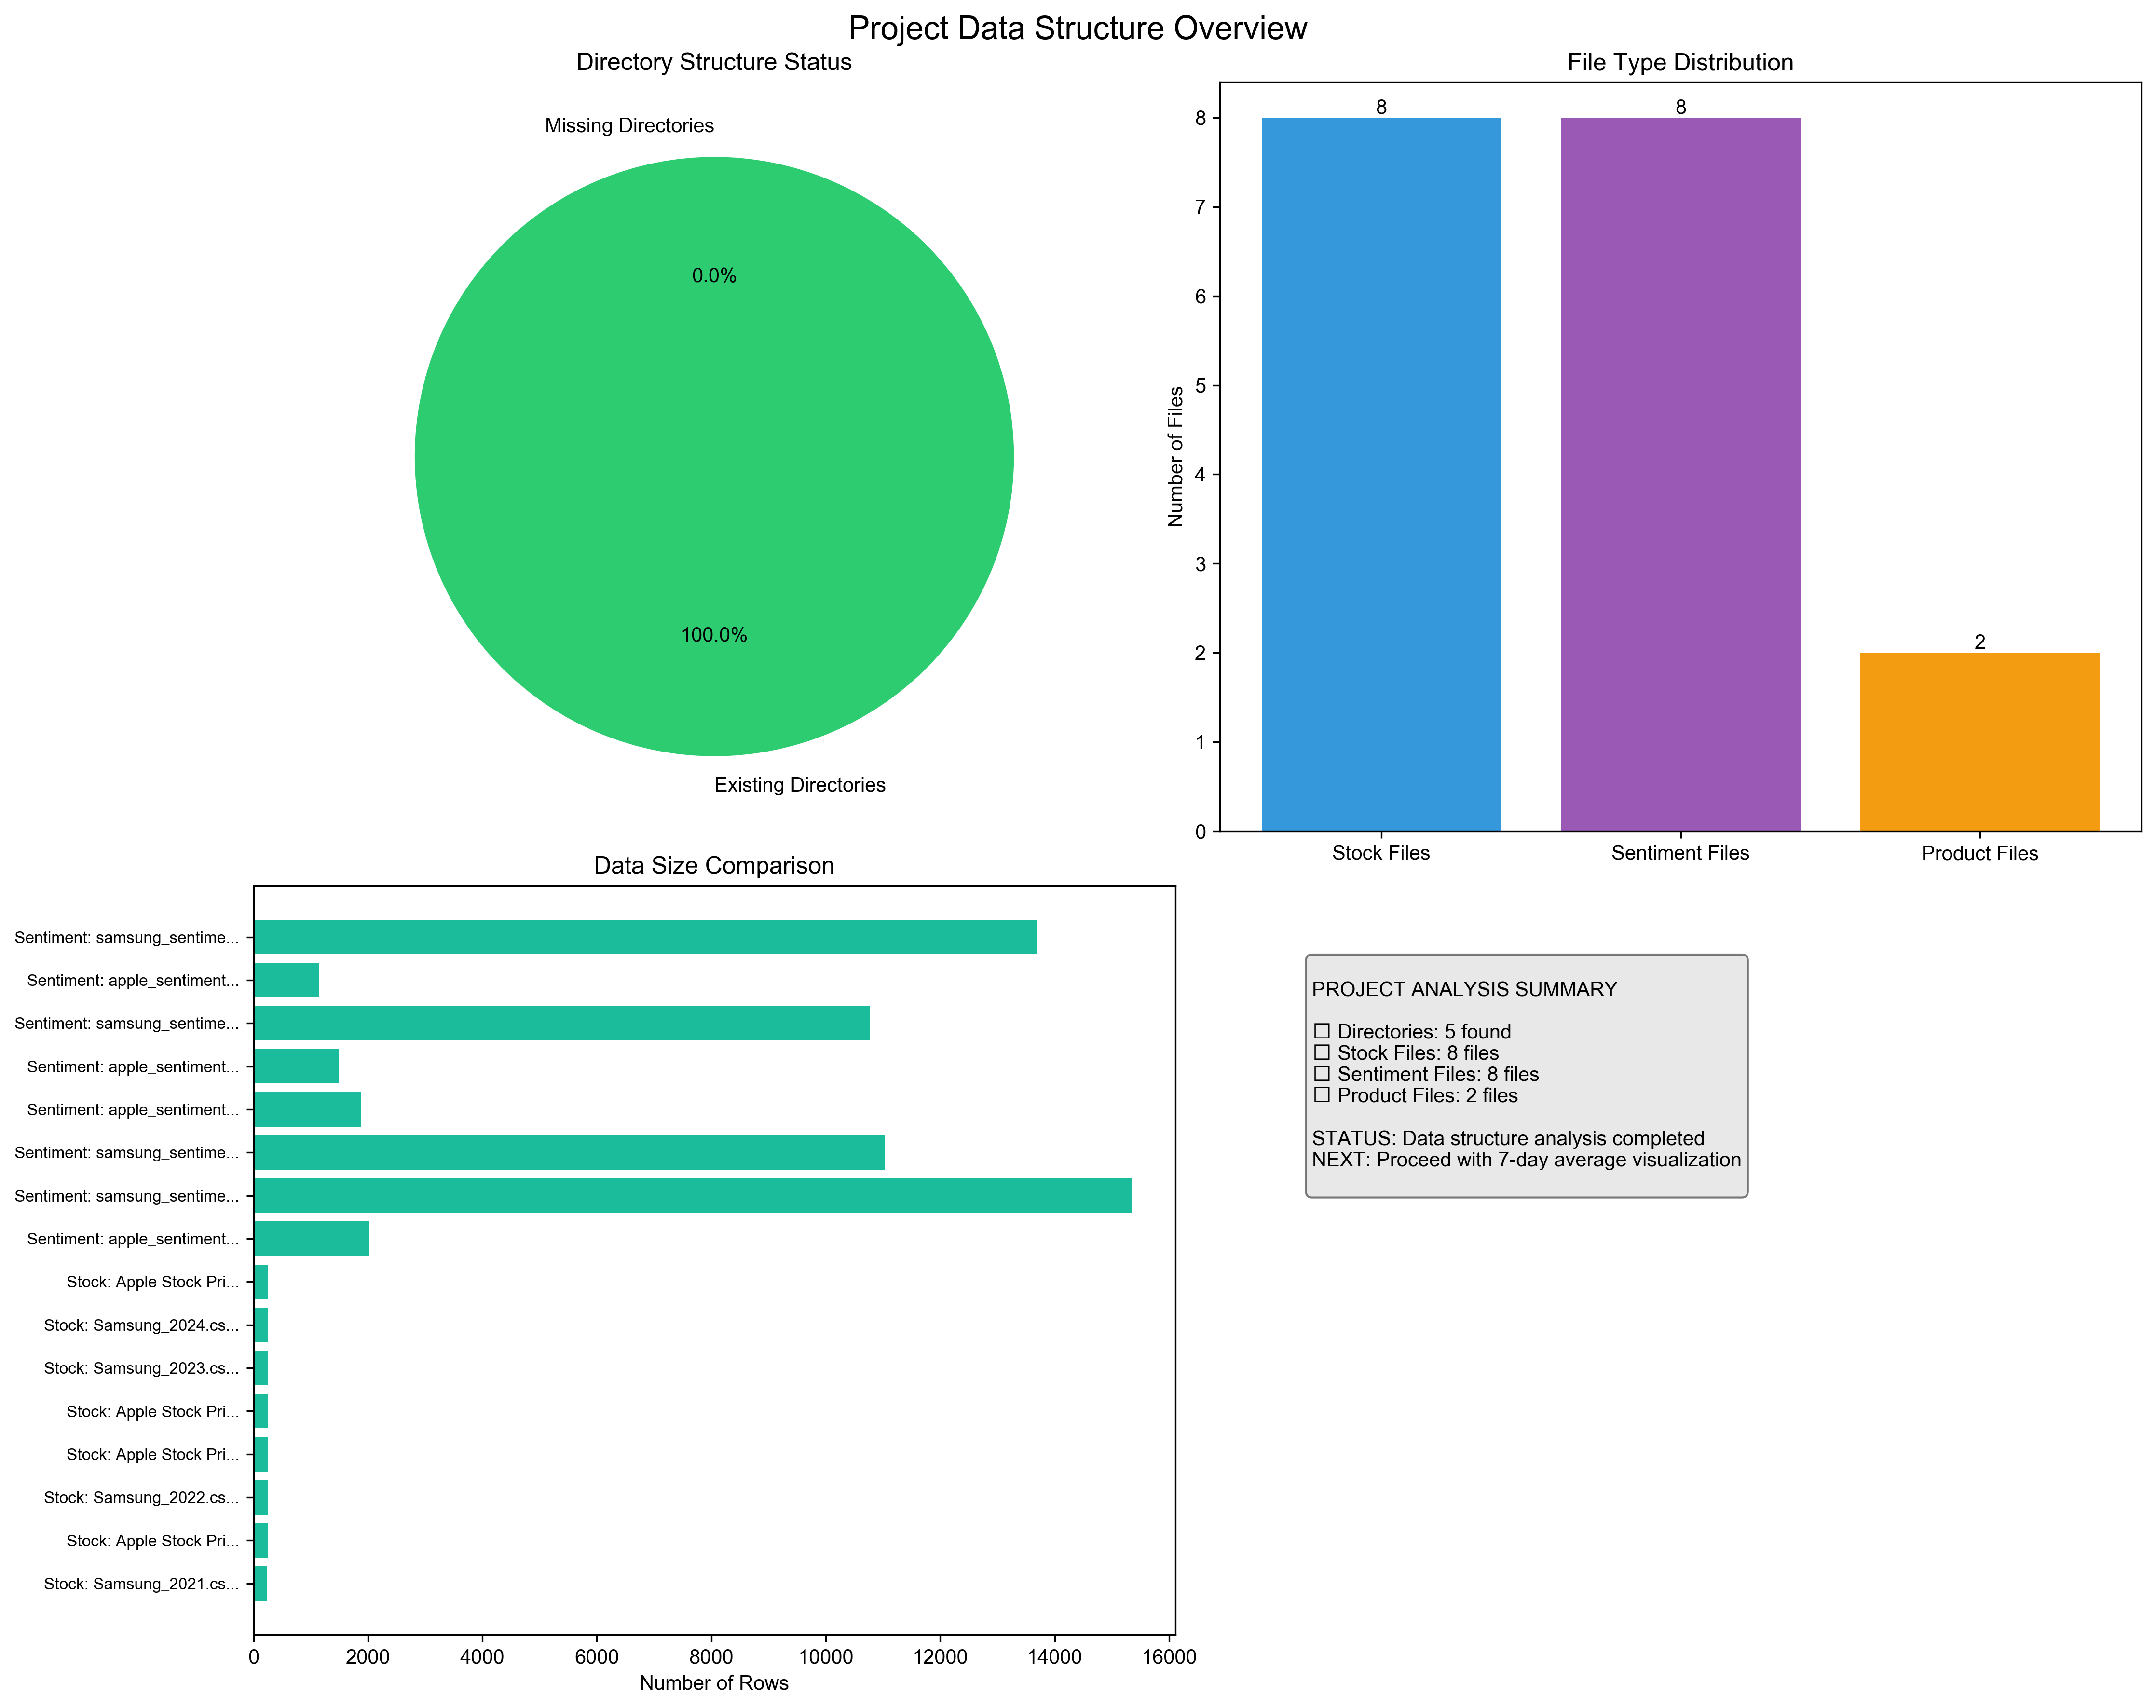 Project Data Structure Overview
Directory Structure Status
Missing Directories
0.0%
100.0%
Existing Directories
File Type Distribution
Number of Files
8
7
6
5
4
3
2
1
0
8
8
2
Stock Files
Sentiment Files
Product Files
Data Size Comparison
Sentiment: samsung_sentime...
Sentiment: apple_sentiment...
Sentiment: samsung_sentime...
Sentiment: apple_sentiment...
Sentiment: apple_sentiment...
Sentiment: samsung_sentime...
Sentiment: samsung_sentime...
Sentiment: apple_sentiment...
Stock: Apple Stock Pri...
Stock: Samsung_2024.cs...
Stock: Samsung_2023.cs...
Stock: Apple Stock Pri...
Stock: Apple Stock Pri...
Stock: Samsung_2022.cs...
Stock: Apple Stock Pri...
Stock: Samsung_2021.cs...
0
2000
4000
6000
8000
10000
12000
14000
16000
Number of Rows
PROJECT ANALYSIS SUMMARY
□ Directories: 5 found
□ Stock Files: 8 files
□ Sentiment Files: 8 files
□ Product Files: 2 files
STATUS: Data structure analysis completed
NEXT: Proceed with 7-day average visualization